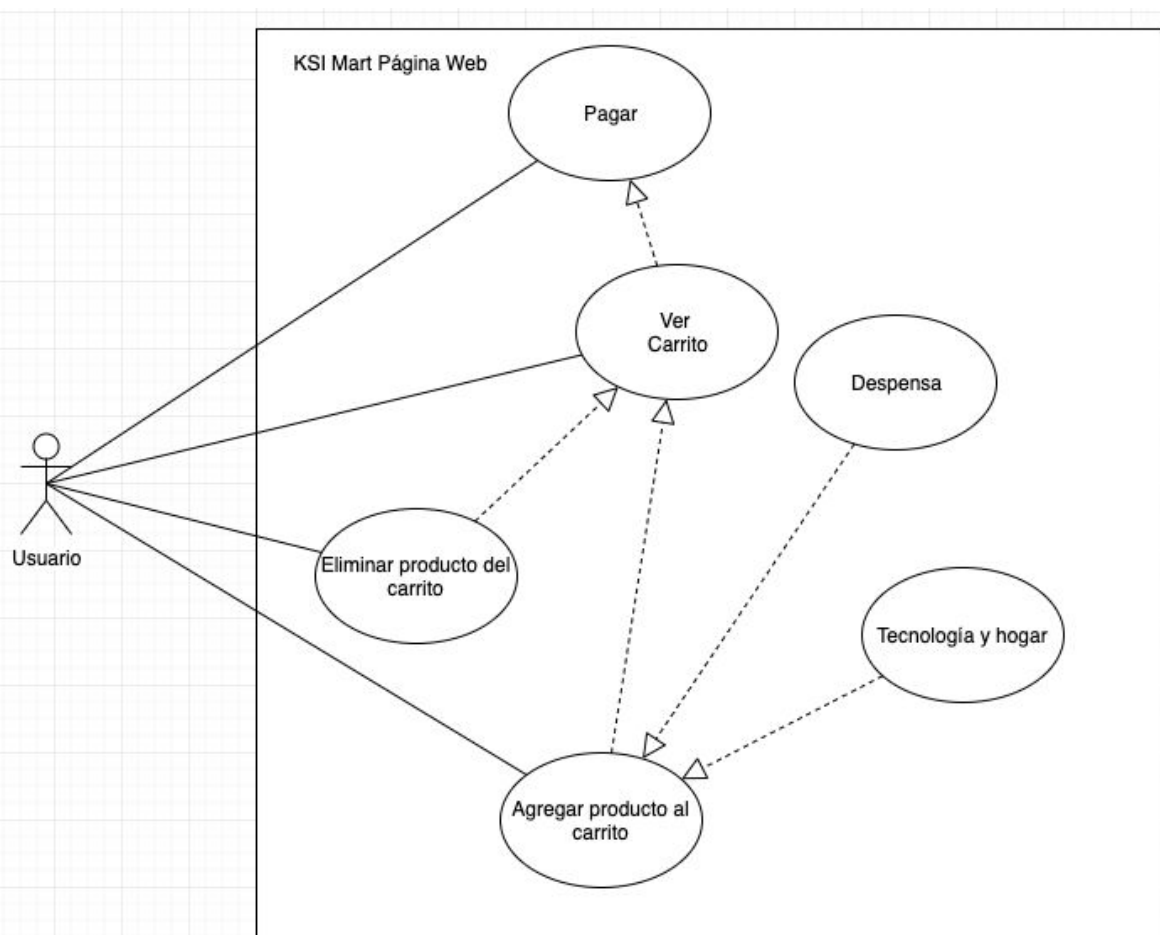 KSI Mart Página Web
Pagar
Ver
Carrito
Despensa
Usuario
Eliminar producto del
carrito
Tecnología y hogar
Agregar producto al
carrito